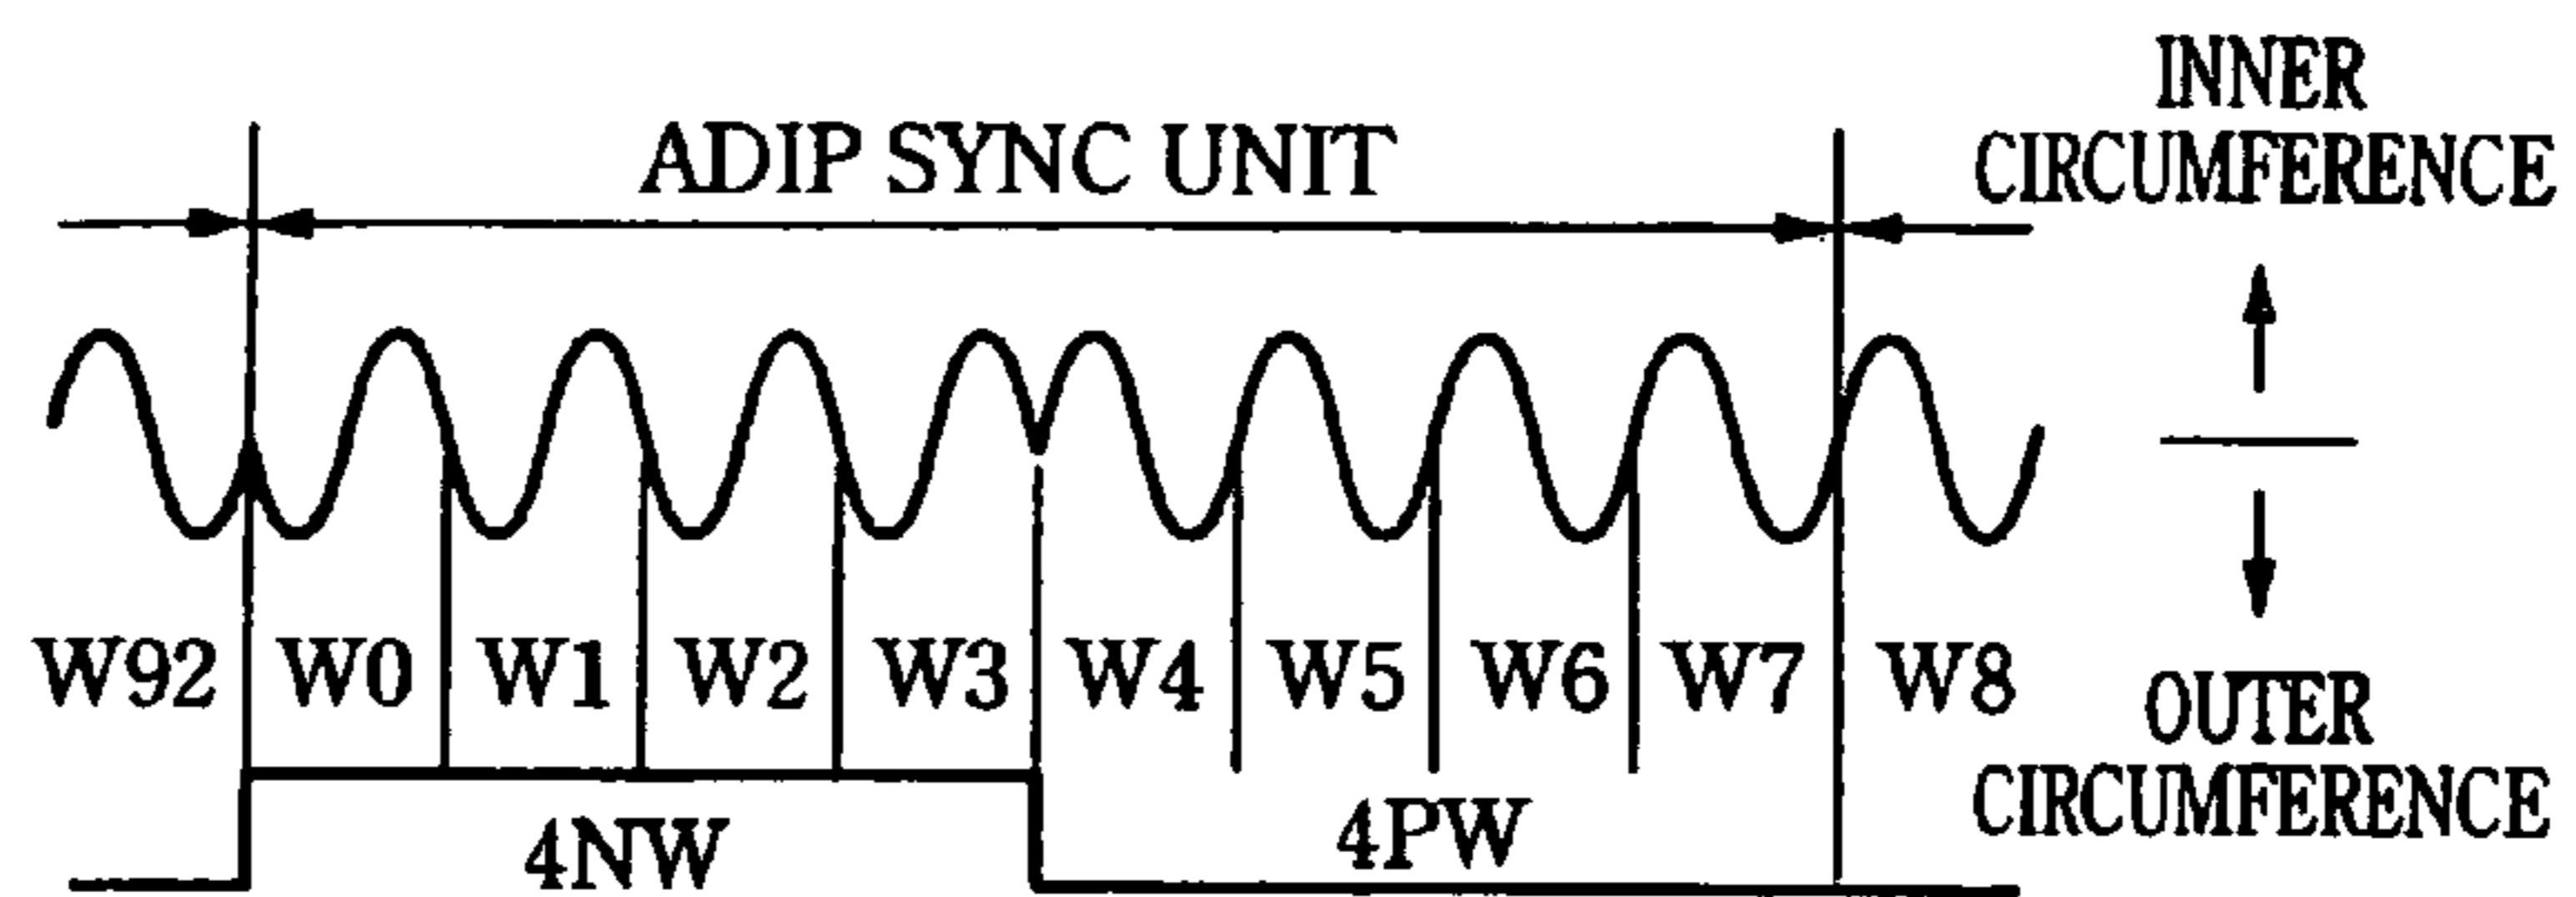 INNER
CIRCUMFERENCE
ADIP SYNC UNIT
W92 W0 W1 W2 W3 W4 W5 W6 W7 W8
OUTER
CIRCUMFERENCE
4NW 4PW